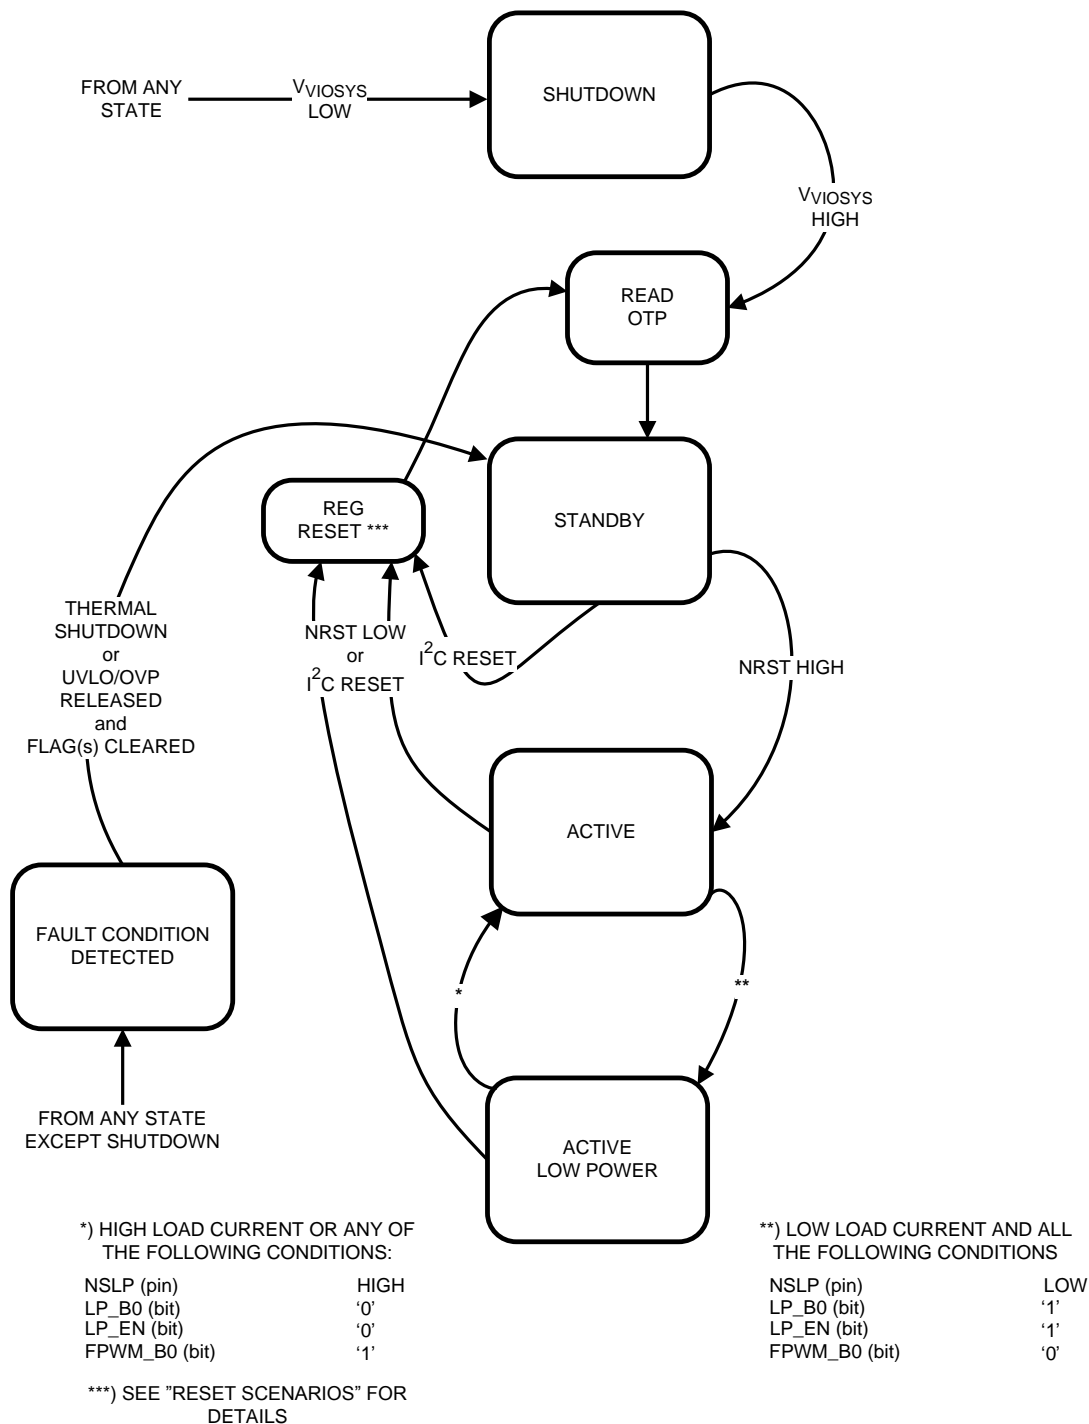 SHUTDOWN
FROM ANY
STATE
VVIOSYS
LOW
VVIOSYS
HIGH
READ
OTP
REG
RESET ***
STANDBY
THERMAL
SHUTDOWN
or
UVLO/OVP
RELEASED
and
FLAG(s) CLEARED
NRST LOW
or
I2C RESET
I2C RESET
NRST HIGH
ACTIVE
FAULT CONDITION
DETECTED
*
**
FROM ANY STATE
EXCEPT SHUTDOWN
ACTIVE
LOW POWER
*) HIGH LOAD CURRENT OR ANY OF
THE FOLLOWING CONDITIONS:
NSLP (pin) HIGH
LP_B0 (bit) ‘0’
LP_EN (bit) ‘0’
FPWM_B0 (bit) ‘1’
**) LOW LOAD CURRENT AND ALL
THE FOLLOWING CONDITIONS
NSLP (pin) LOW
LP_B0 (bit) ‘1’
LP_EN (bit) ‘1’
FPWM_B0 (bit) ‘0’
***) SEE ”RESET SCENARIOS” FOR
DETAILS